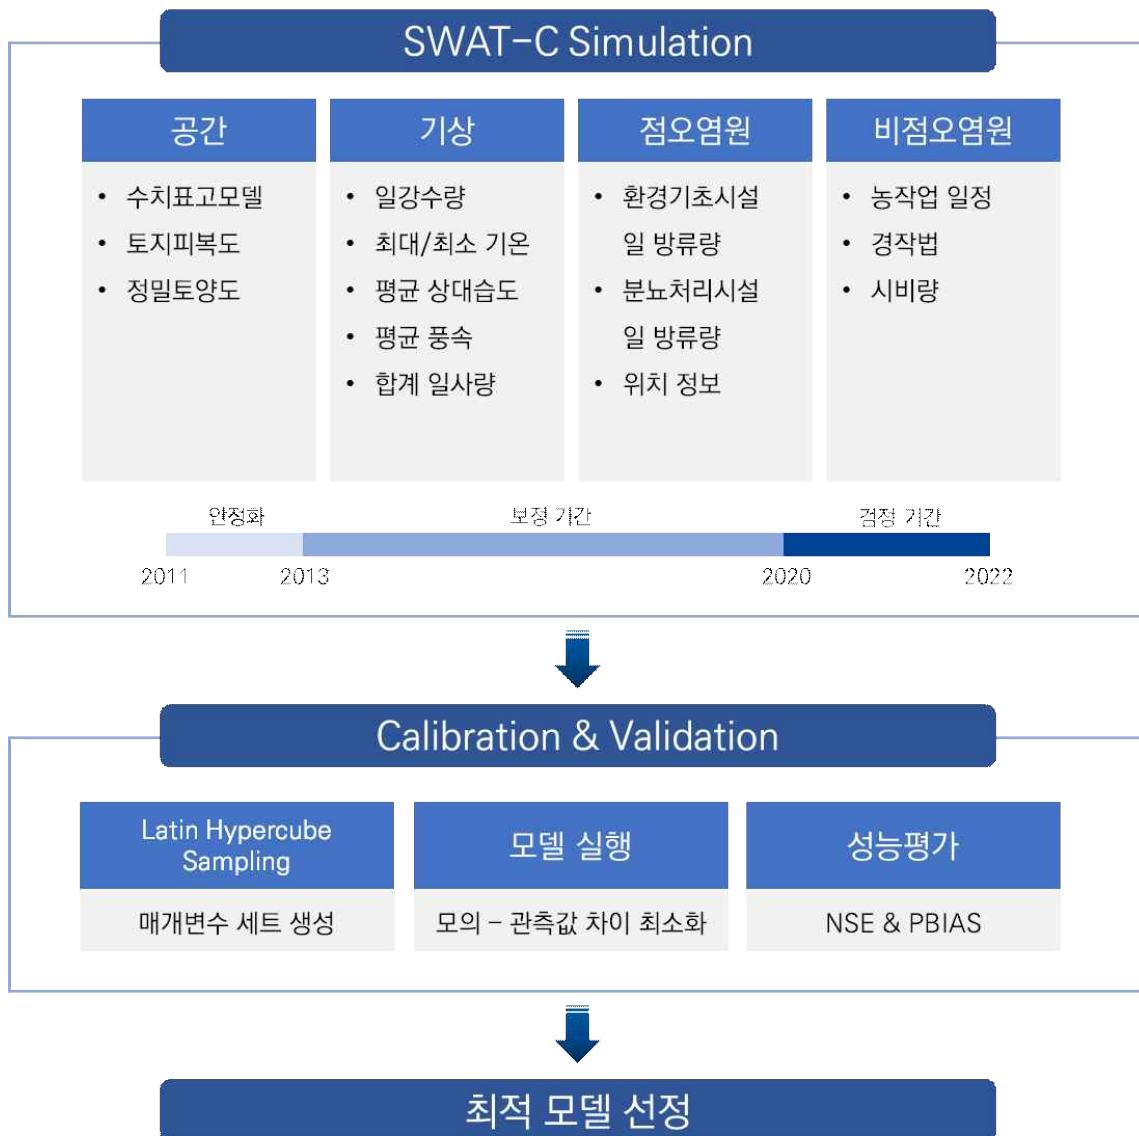 SWAT-C Simulation
공간
• 수치표고모델
• 토지피복도
• 정밀토양도
기상
• 일강수량
• 최대/최소 기온
• 평균 상대습도
• 평균 풍속
• 합계 일사량
점오염원
• 환경기초시설
일 방류량
• 분뇨처리시설
일 방류량
• 위치 정보
비점오염원
• 농작업 일정
• 경작법
• 시비량
안정화
보정 기간
검정 기간
2011
2013
2020
2022
Calibration & Validation
Latin Hypercube
Sampling
매개변수 세트 생성
모델 실행
모의 – 관측값 차이 최소화
성능평가
NSE & PBIAS
최적 모델 선정